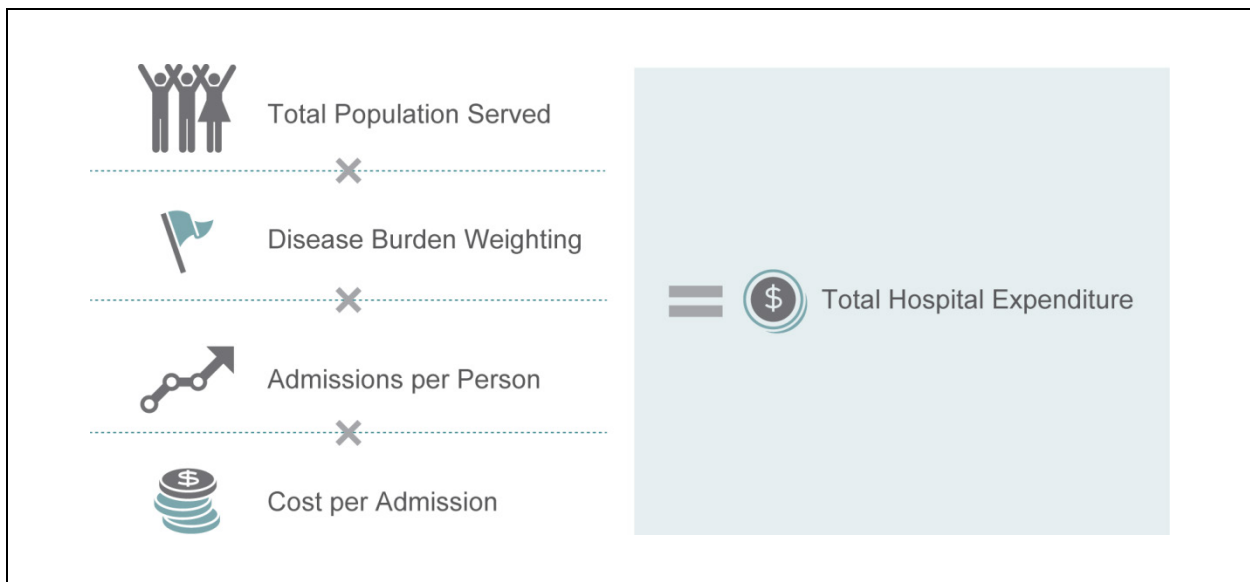 Total Population Served
×
Disease Burden Weighting
×
Admissions per Person
×
$
Cost per Admission
= $ Total Hospital Expenditure